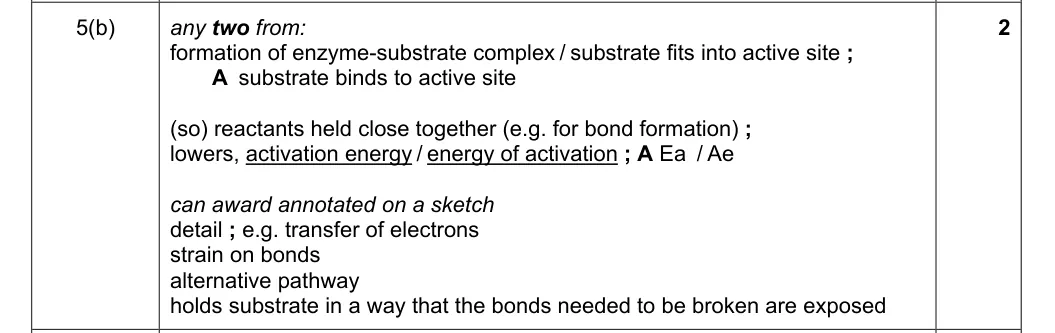 5(b) any two from: 2
formation of enzyme-substrate complex / substrate fits into active site ;
A substrate binds to active site
(so) reactants held close together (e.g. for bond formation) ;
lowers, activation energy / energy of activation ; A Ea / Ae
can award annotated on a sketch
detail ; e.g. transfer of electrons
strain on bonds
alternative pathway
holds substrate in a way that the bonds needed to be broken are exposed